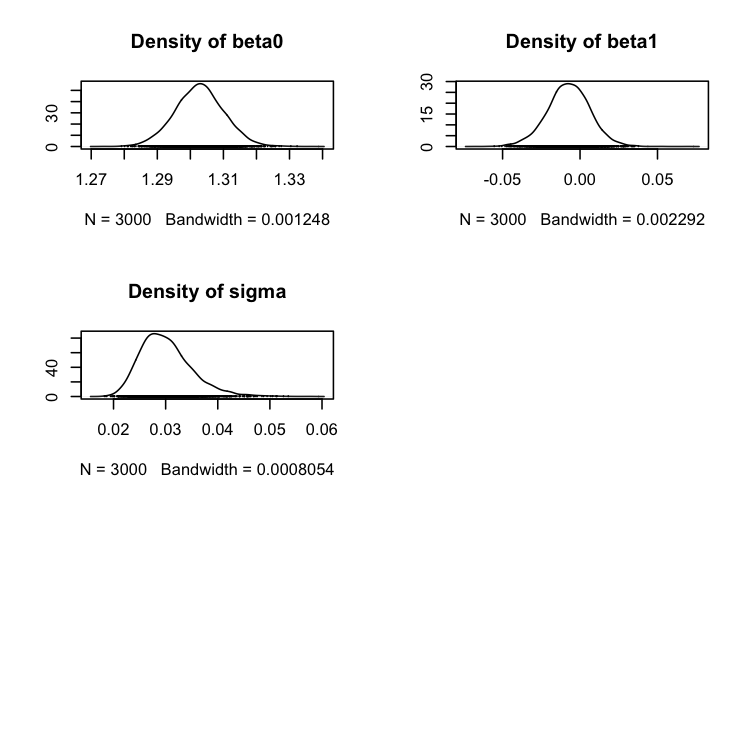 Density of beta0
0 30
1.27 1.29 1.31 1.33
N = 3000 Bandwidth = 0.001248
Density of beta1
0 15 30
-0.05 0.00 0.05
N = 3000 Bandwidth = 0.002292
Density of sigma
0 40
0.02 0.03 0.04 0.05 0.06
N = 3000 Bandwidth = 0.0008054